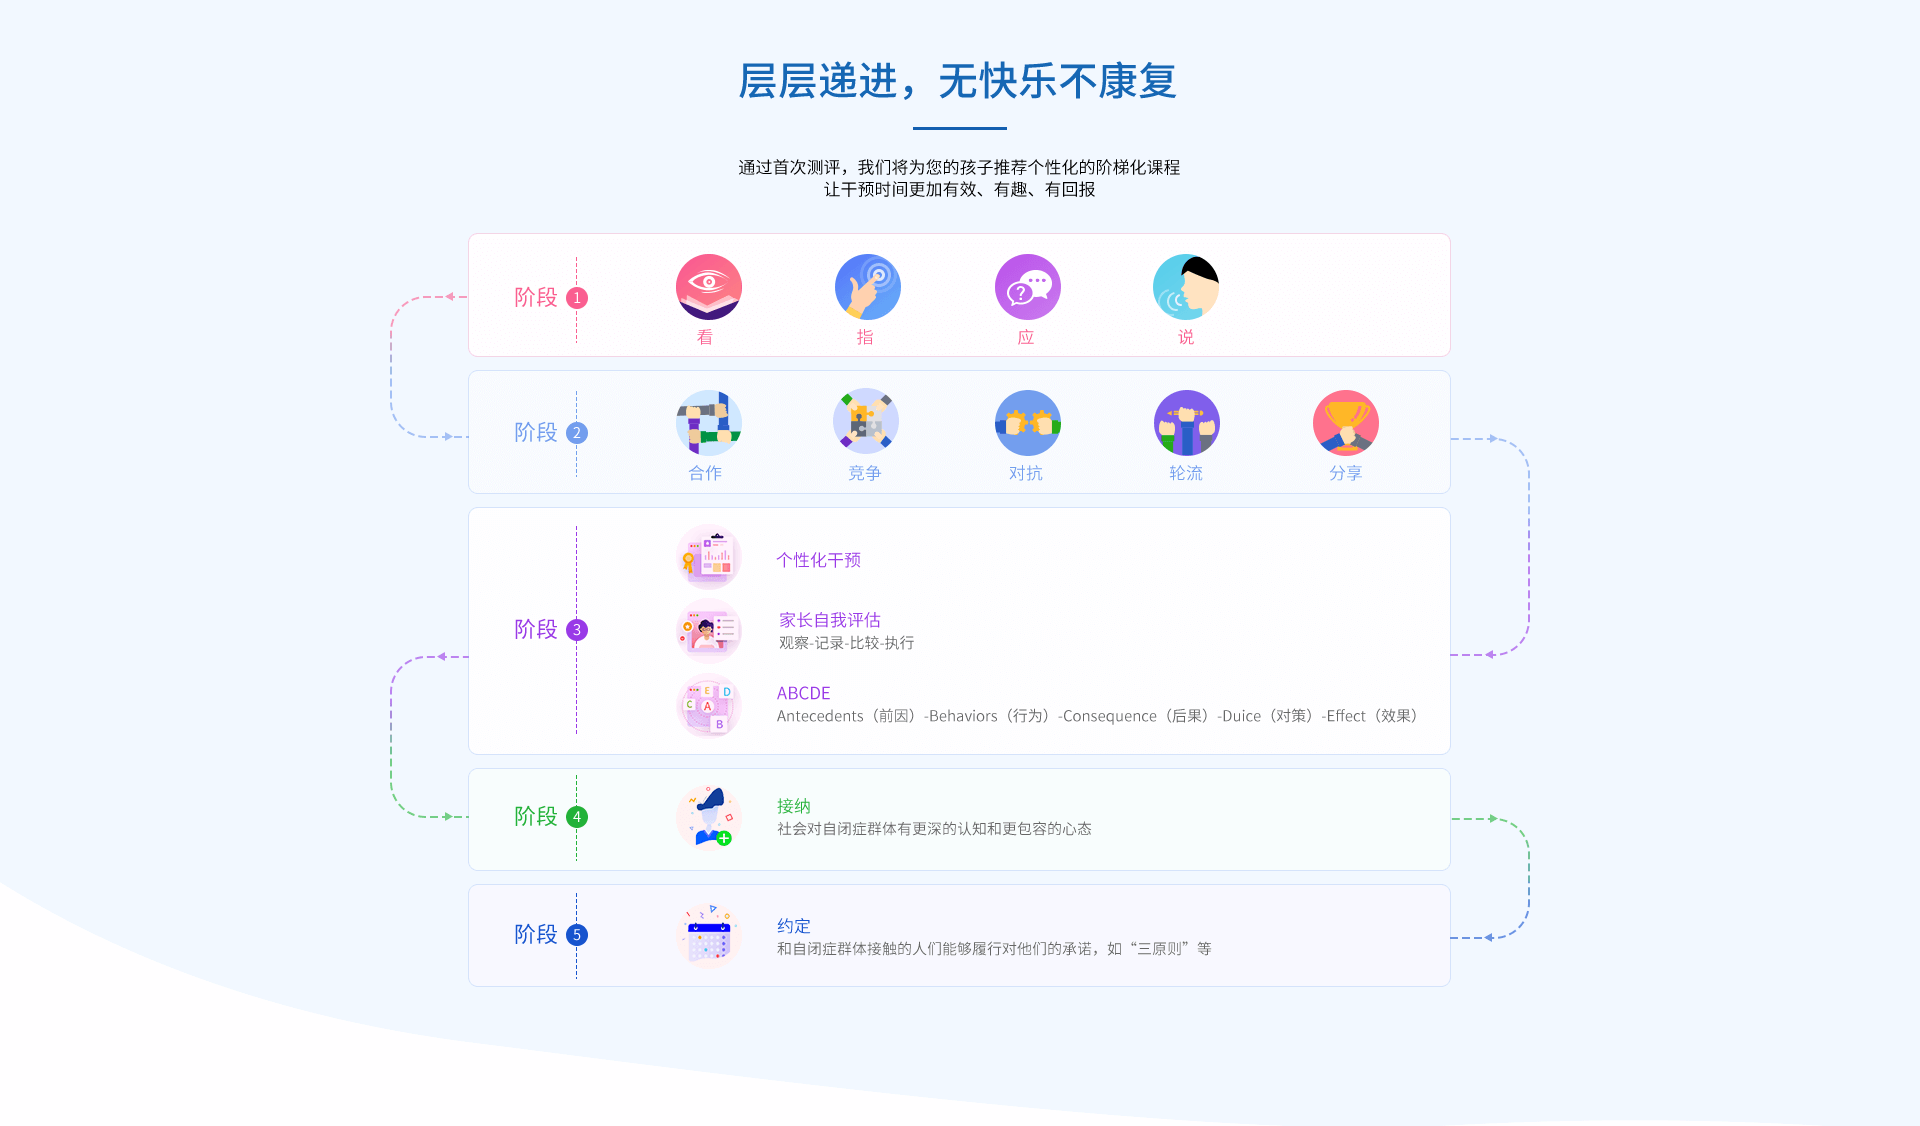 层层递进，无快乐不康复
通过首次测评，我们将为您的孩子推荐个性化的阶梯化课程
让干预时间更加有效、有趣、有回报
阶段 1
看
指
应
说
阶段 2
合作
竞争
对抗
轮流
分享
阶段 3
个性化干预
家长自我评估
观察-记录-比较-执行
A
B
C
D
E
ABCDE
Antecedents（前因）-Behaviors（行为）-Consequence（后果）-Duice（对策）-Effect（效果）
阶段 4
接纳
社会对自闭症群体有更深的认知和更包容的心态
阶段 5
约定
和自闭症群体接触的人们能够履行对他们的承诺，如“三原则”等